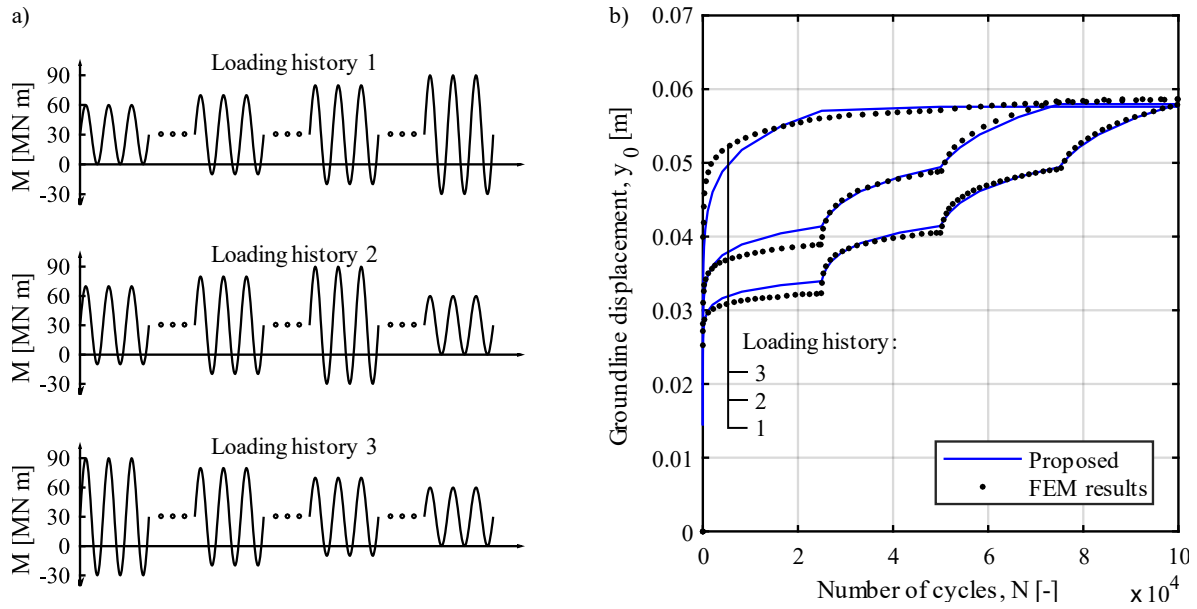 a)
Loading history 1
M [MN m]
90
60
30
0
-30
Loading history 2
M [MN m]
90
60
30
0
-30
Loading history 3
M [MN m]
90
60
30
0
-30
b)
Groundline displacement, y_0 [m]
0.07
0.06
0.05
0.04
0.03
0.02
0.01
0
Loading history:
3
2
1
Proposed
FEM results
0 2 4 6 8 10
Number of cycles, N [-]
×10^4